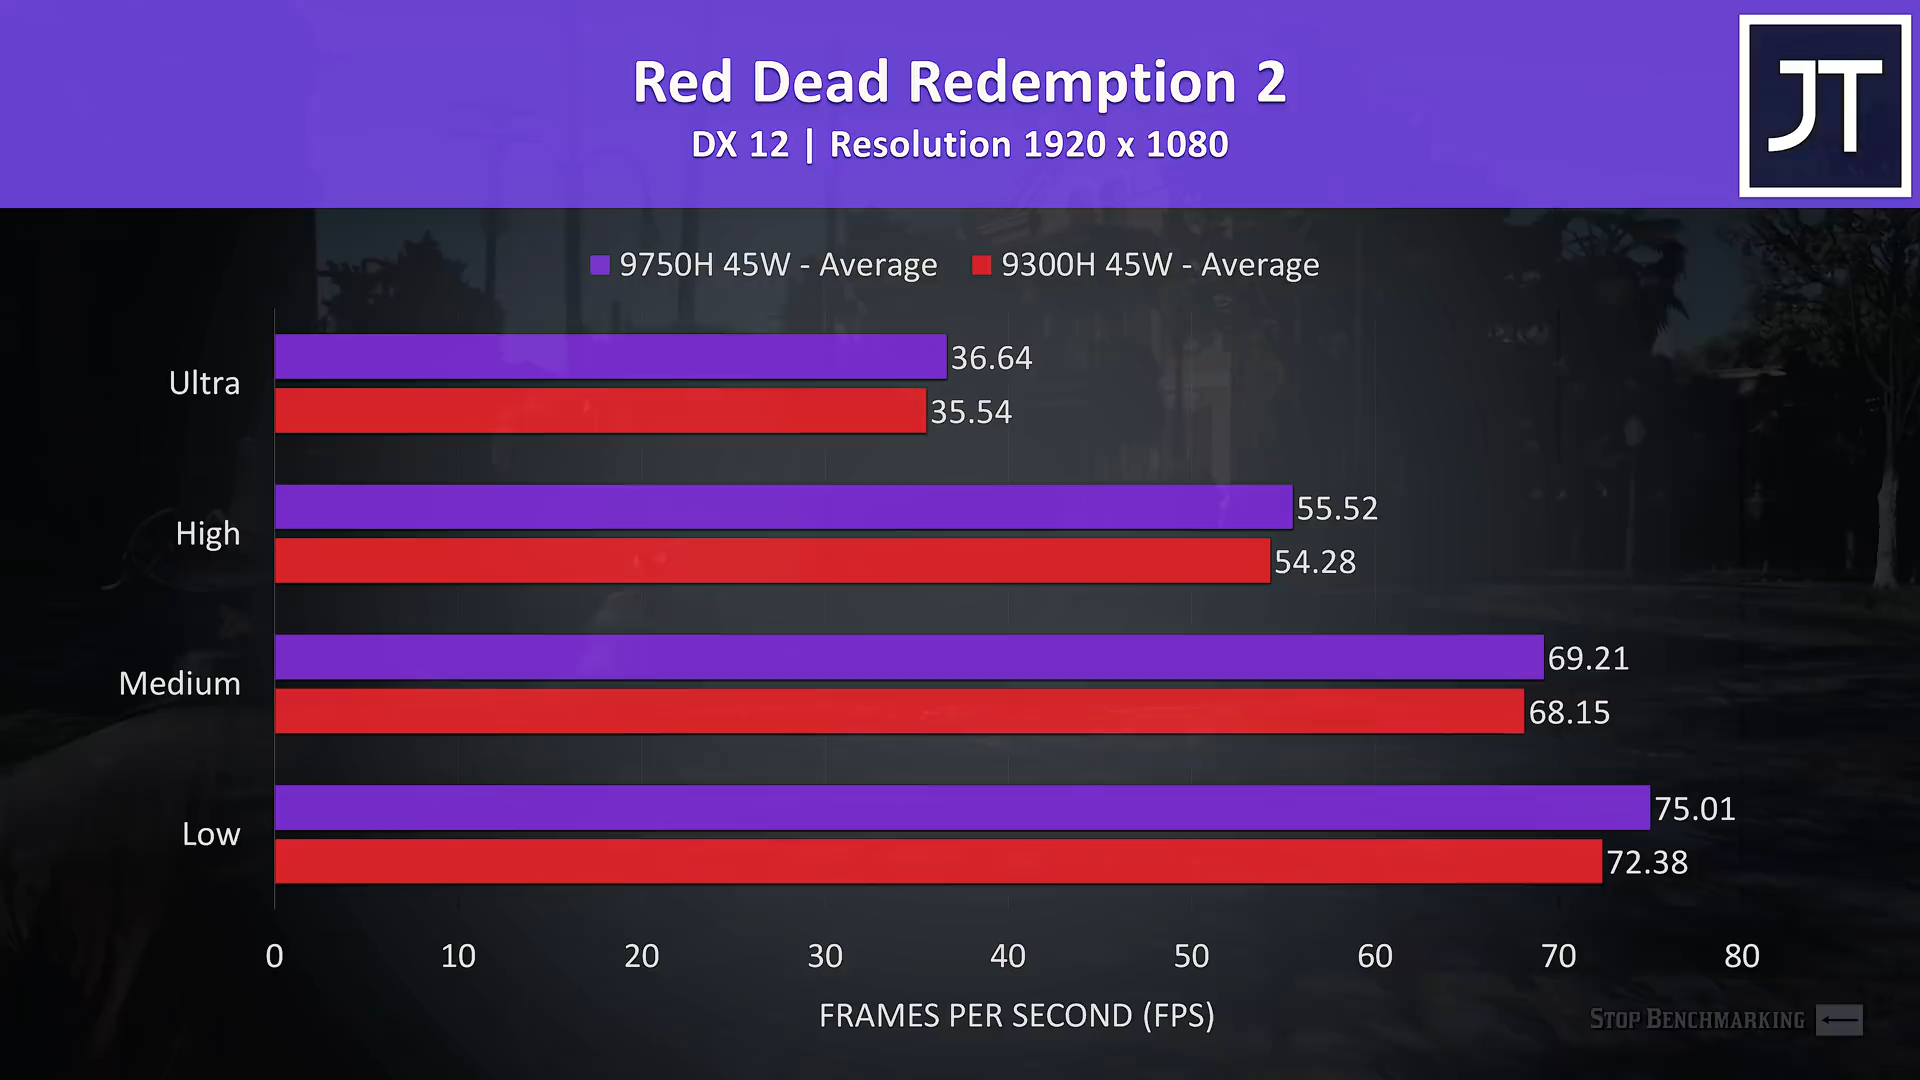 Red Dead Redemption 2
DX 12 | Resolution 1920 x 1080
JT
9750H 45W - Average
9300H 45W - Average
Ultra
36.64
35.54
High
55.52
54.28
Medium
69.21
68.15
Low
75.01
72.38
0 10 20 30 40 50 60 70 80
FRAMES PER SECOND (FPS)
STOP BENCHMARKING